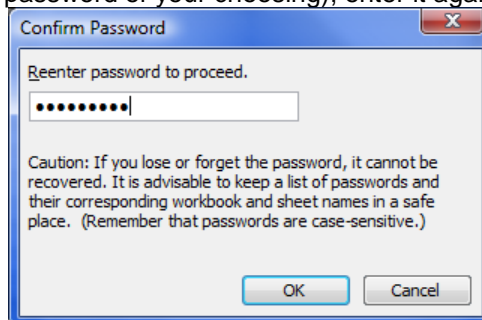 password of your choosing), enter it agai
Confirm Password
Reenter password to proceed.
•••••••••
Caution: If you lose or forget the password, it cannot be
recovered. It is advisable to keep a list of passwords and
their corresponding workbook and sheet names in a safe
place. (Remember that passwords are case-sensitive.)
OK Cancel